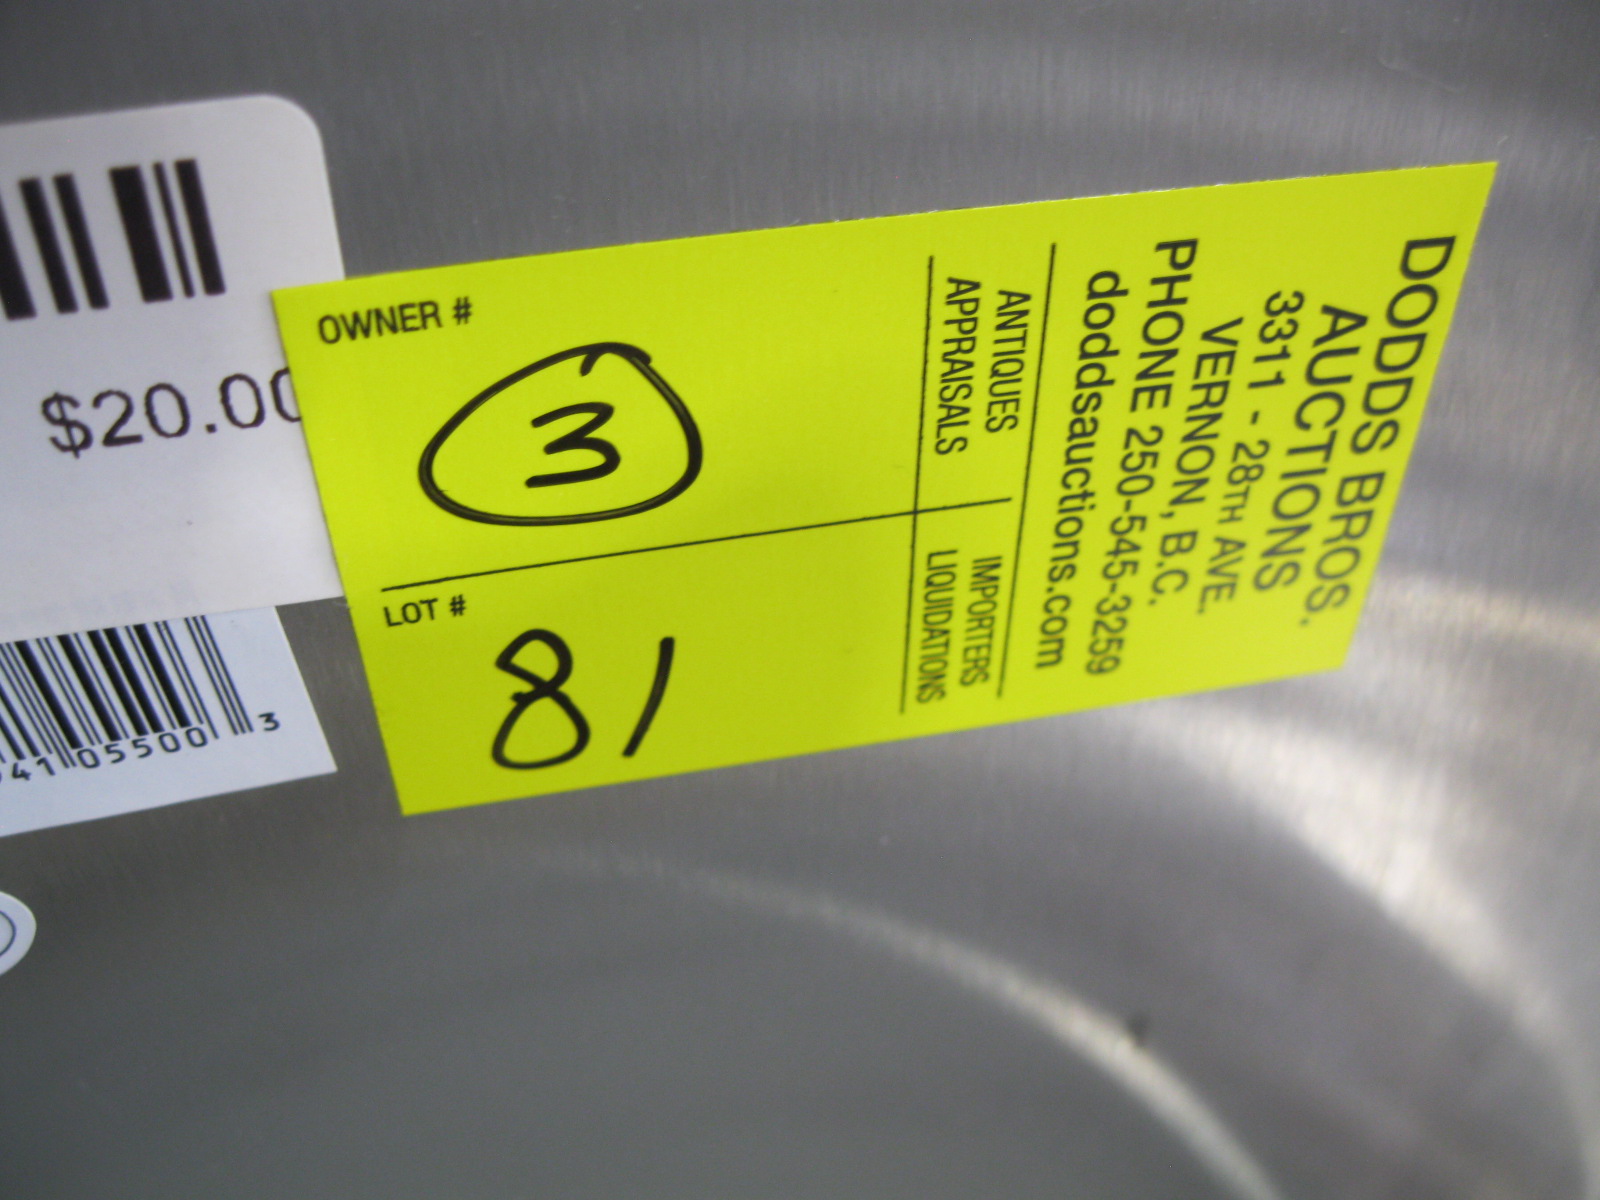 $20.00
41 05500 3
OWNER #
3
LOT #
81
ANTIQUES
APPRAISALS
IMPORTERS
LIQUIDATIONS
DODDS BROS.
AUCTIONS
3311 - 28TH AVE.
VERNON, B.C.
PHONE 250-545-3259
doddsauctions.com